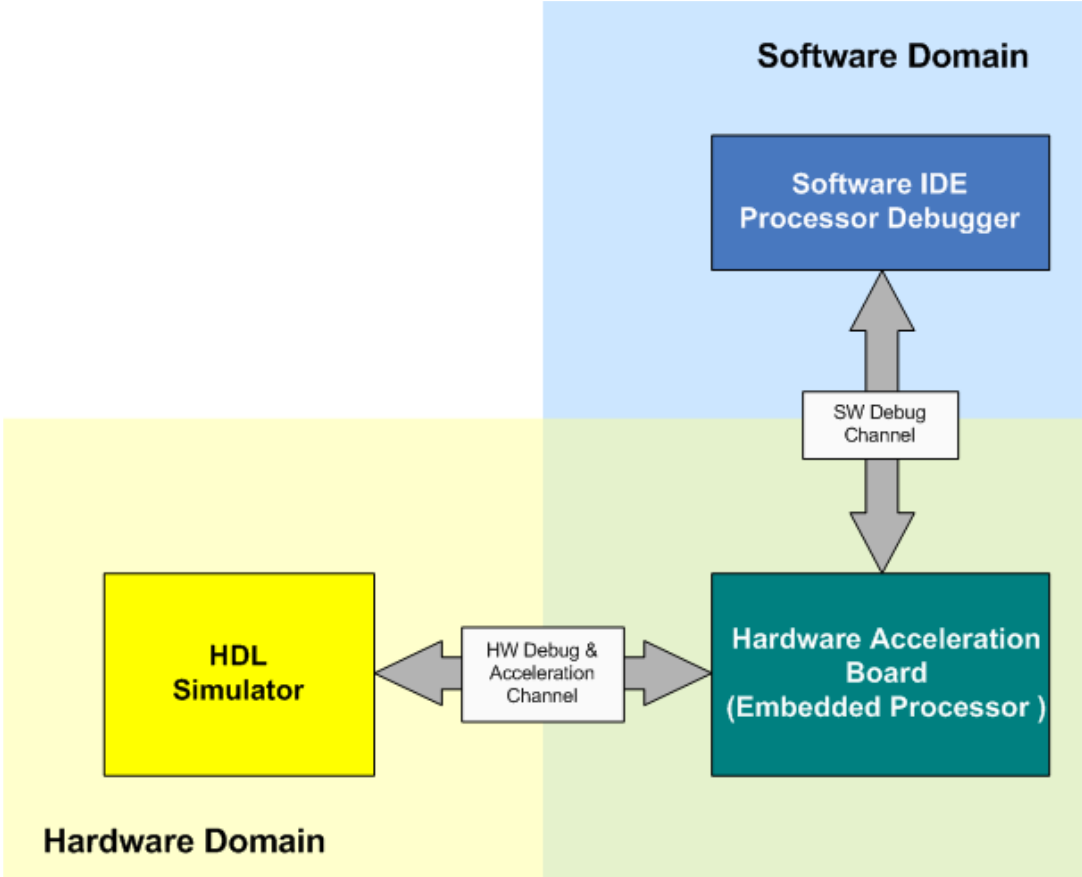 Software Domain
Software IDE
Processor Debugger
SW Debug
Channel
HDL
Simulator
HW Debug &
Acceleration
Channel
Hardware Acceleration
Board
(Embedded Processor )
Hardware Domain